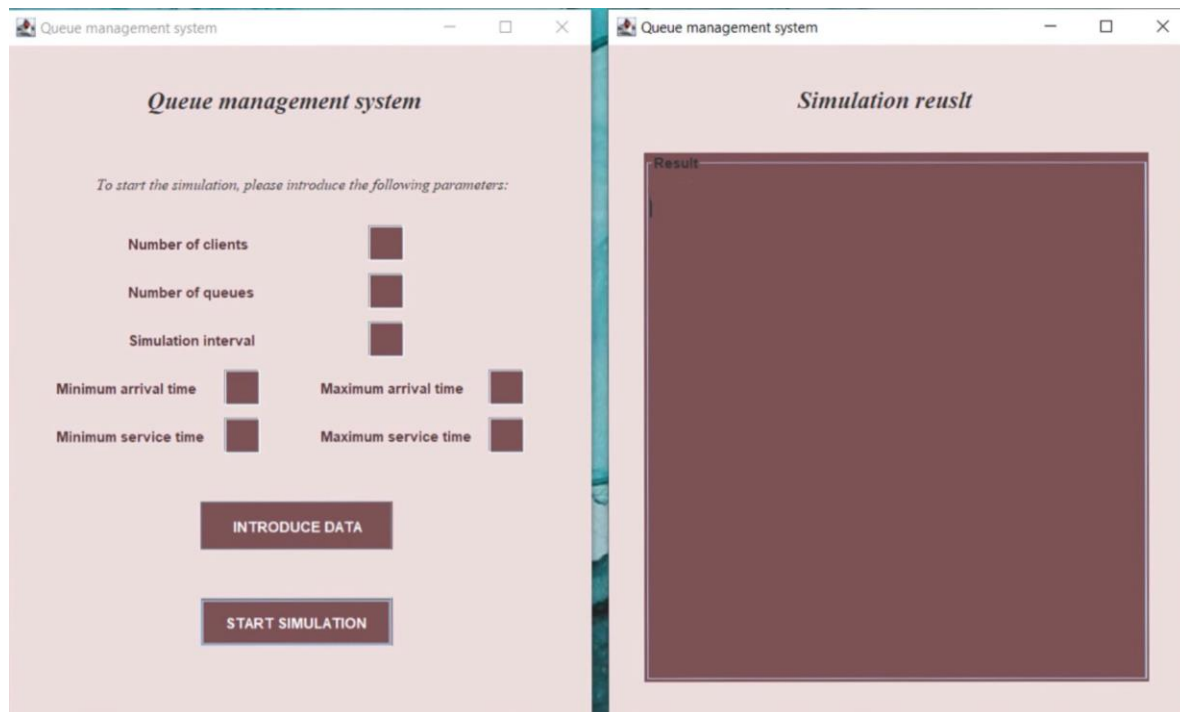 Queue management system
Queue management system
To start the simulation, please introduce the following parameters:
Number of clients
Number of queues
Simulation interval
Minimum arrival time Maximum arrival time
Minimum service time Maximum service time
INTRODUCE DATA
START SIMULATION
Queue management system
Simulation reuslt
Result